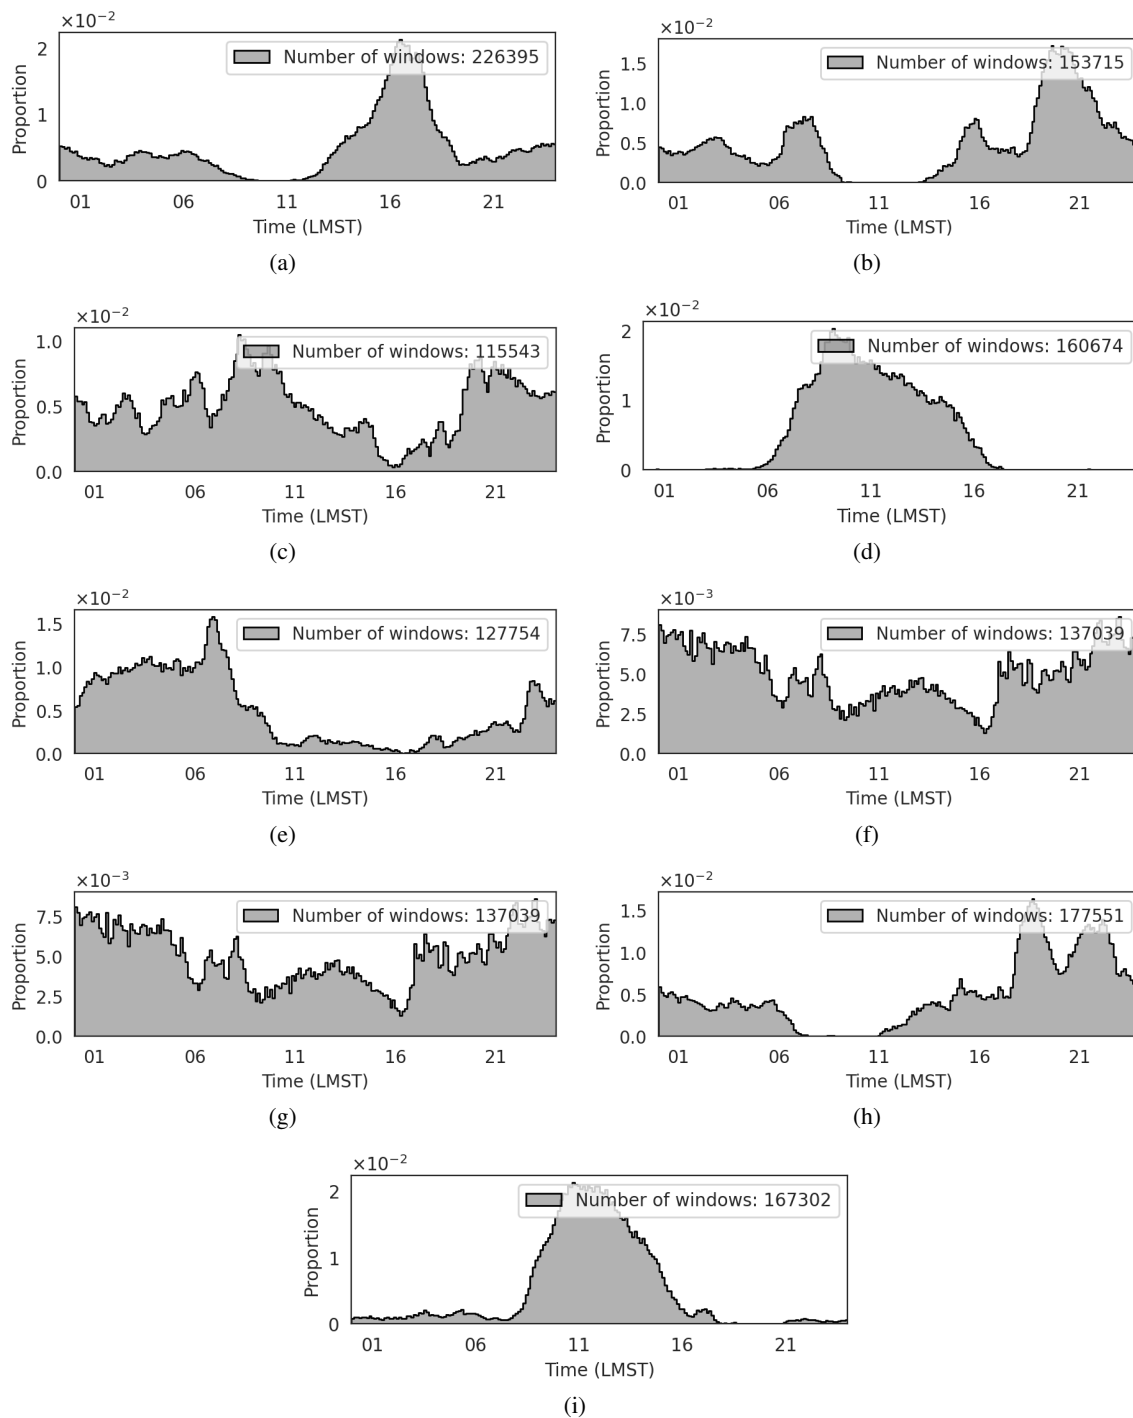 ×10⁻²
2
1
0
Proportion
Number of windows: 226395
01 06 11 16 21
Time (LMST)
(a)
×10⁻²
1.5
1.0
0.5
0.0
Proportion
Number of windows: 153715
01 06 11 16 21
Time (LMST)
(b)
×10⁻²
1.0
0.5
0.0
Proportion
Number of windows: 115543
01 06 11 16 21
Time (LMST)
(c)
×10⁻²
2
1
0
Proportion
Number of windows: 160674
01 06 11 16 21
Time (LMST)
(d)
×10⁻²
1.5
1.0
0.5
0.0
Proportion
Number of windows: 127754
01 06 11 16 21
Time (LMST)
(e)
×10⁻³
7.5
5.0
2.5
0.0
Proportion
Number of windows: 137039
01 06 11 16 21
Time (LMST)
(f)
×10⁻³
7.5
5.0
2.5
0.0
Proportion
Number of windows: 137039
01 06 11 16 21
Time (LMST)
(g)
×10⁻²
1.5
1.0
0.5
0.0
Proportion
Number of windows: 177551
01 06 11 16 21
Time (LMST)
(h)
×10⁻²
2
1
0
Proportion
Number of windows: 167302
01 06 11 16 21
Time (LMST)
(i)